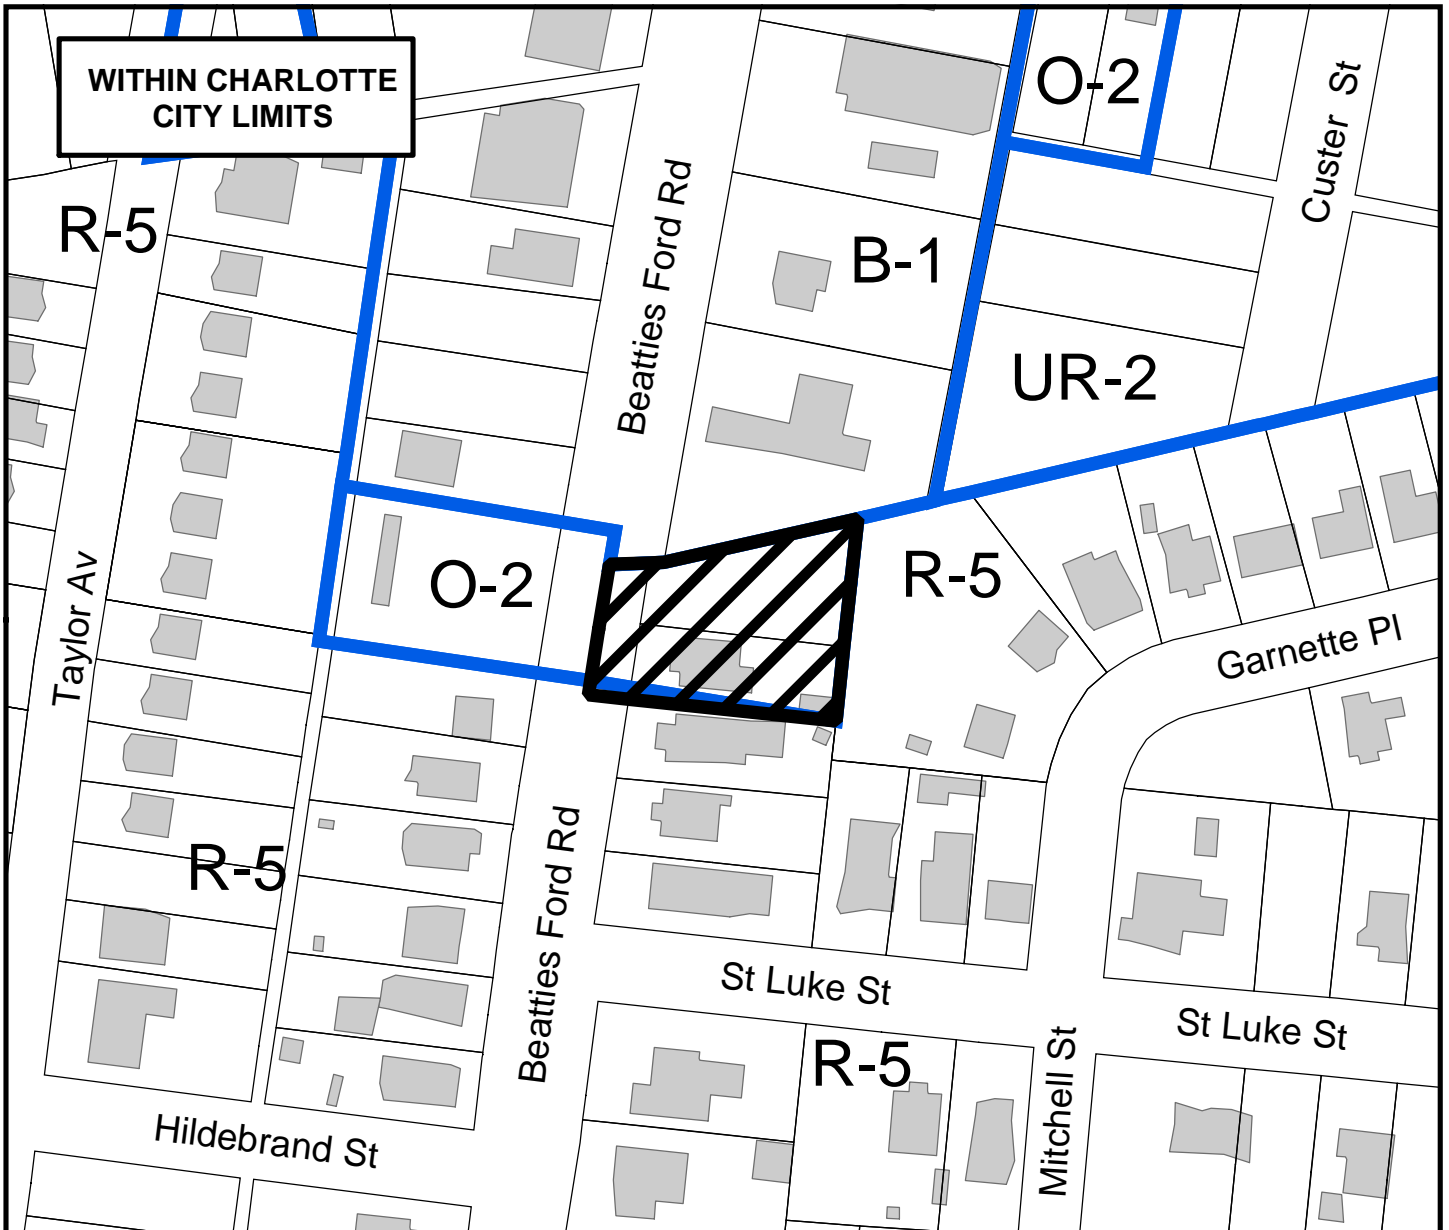 WITHIN CHARLOTTE
CITY LIMITS
O-2
Custer St
R-5
Beatties Ford Rd
B-1
UR-2
O-2
R-5
Taylor Av
Garnette Pl
R-5
Beatties Ford Rd
St Luke St
St Luke St
R-5
Mitchell St
Hildebrand St